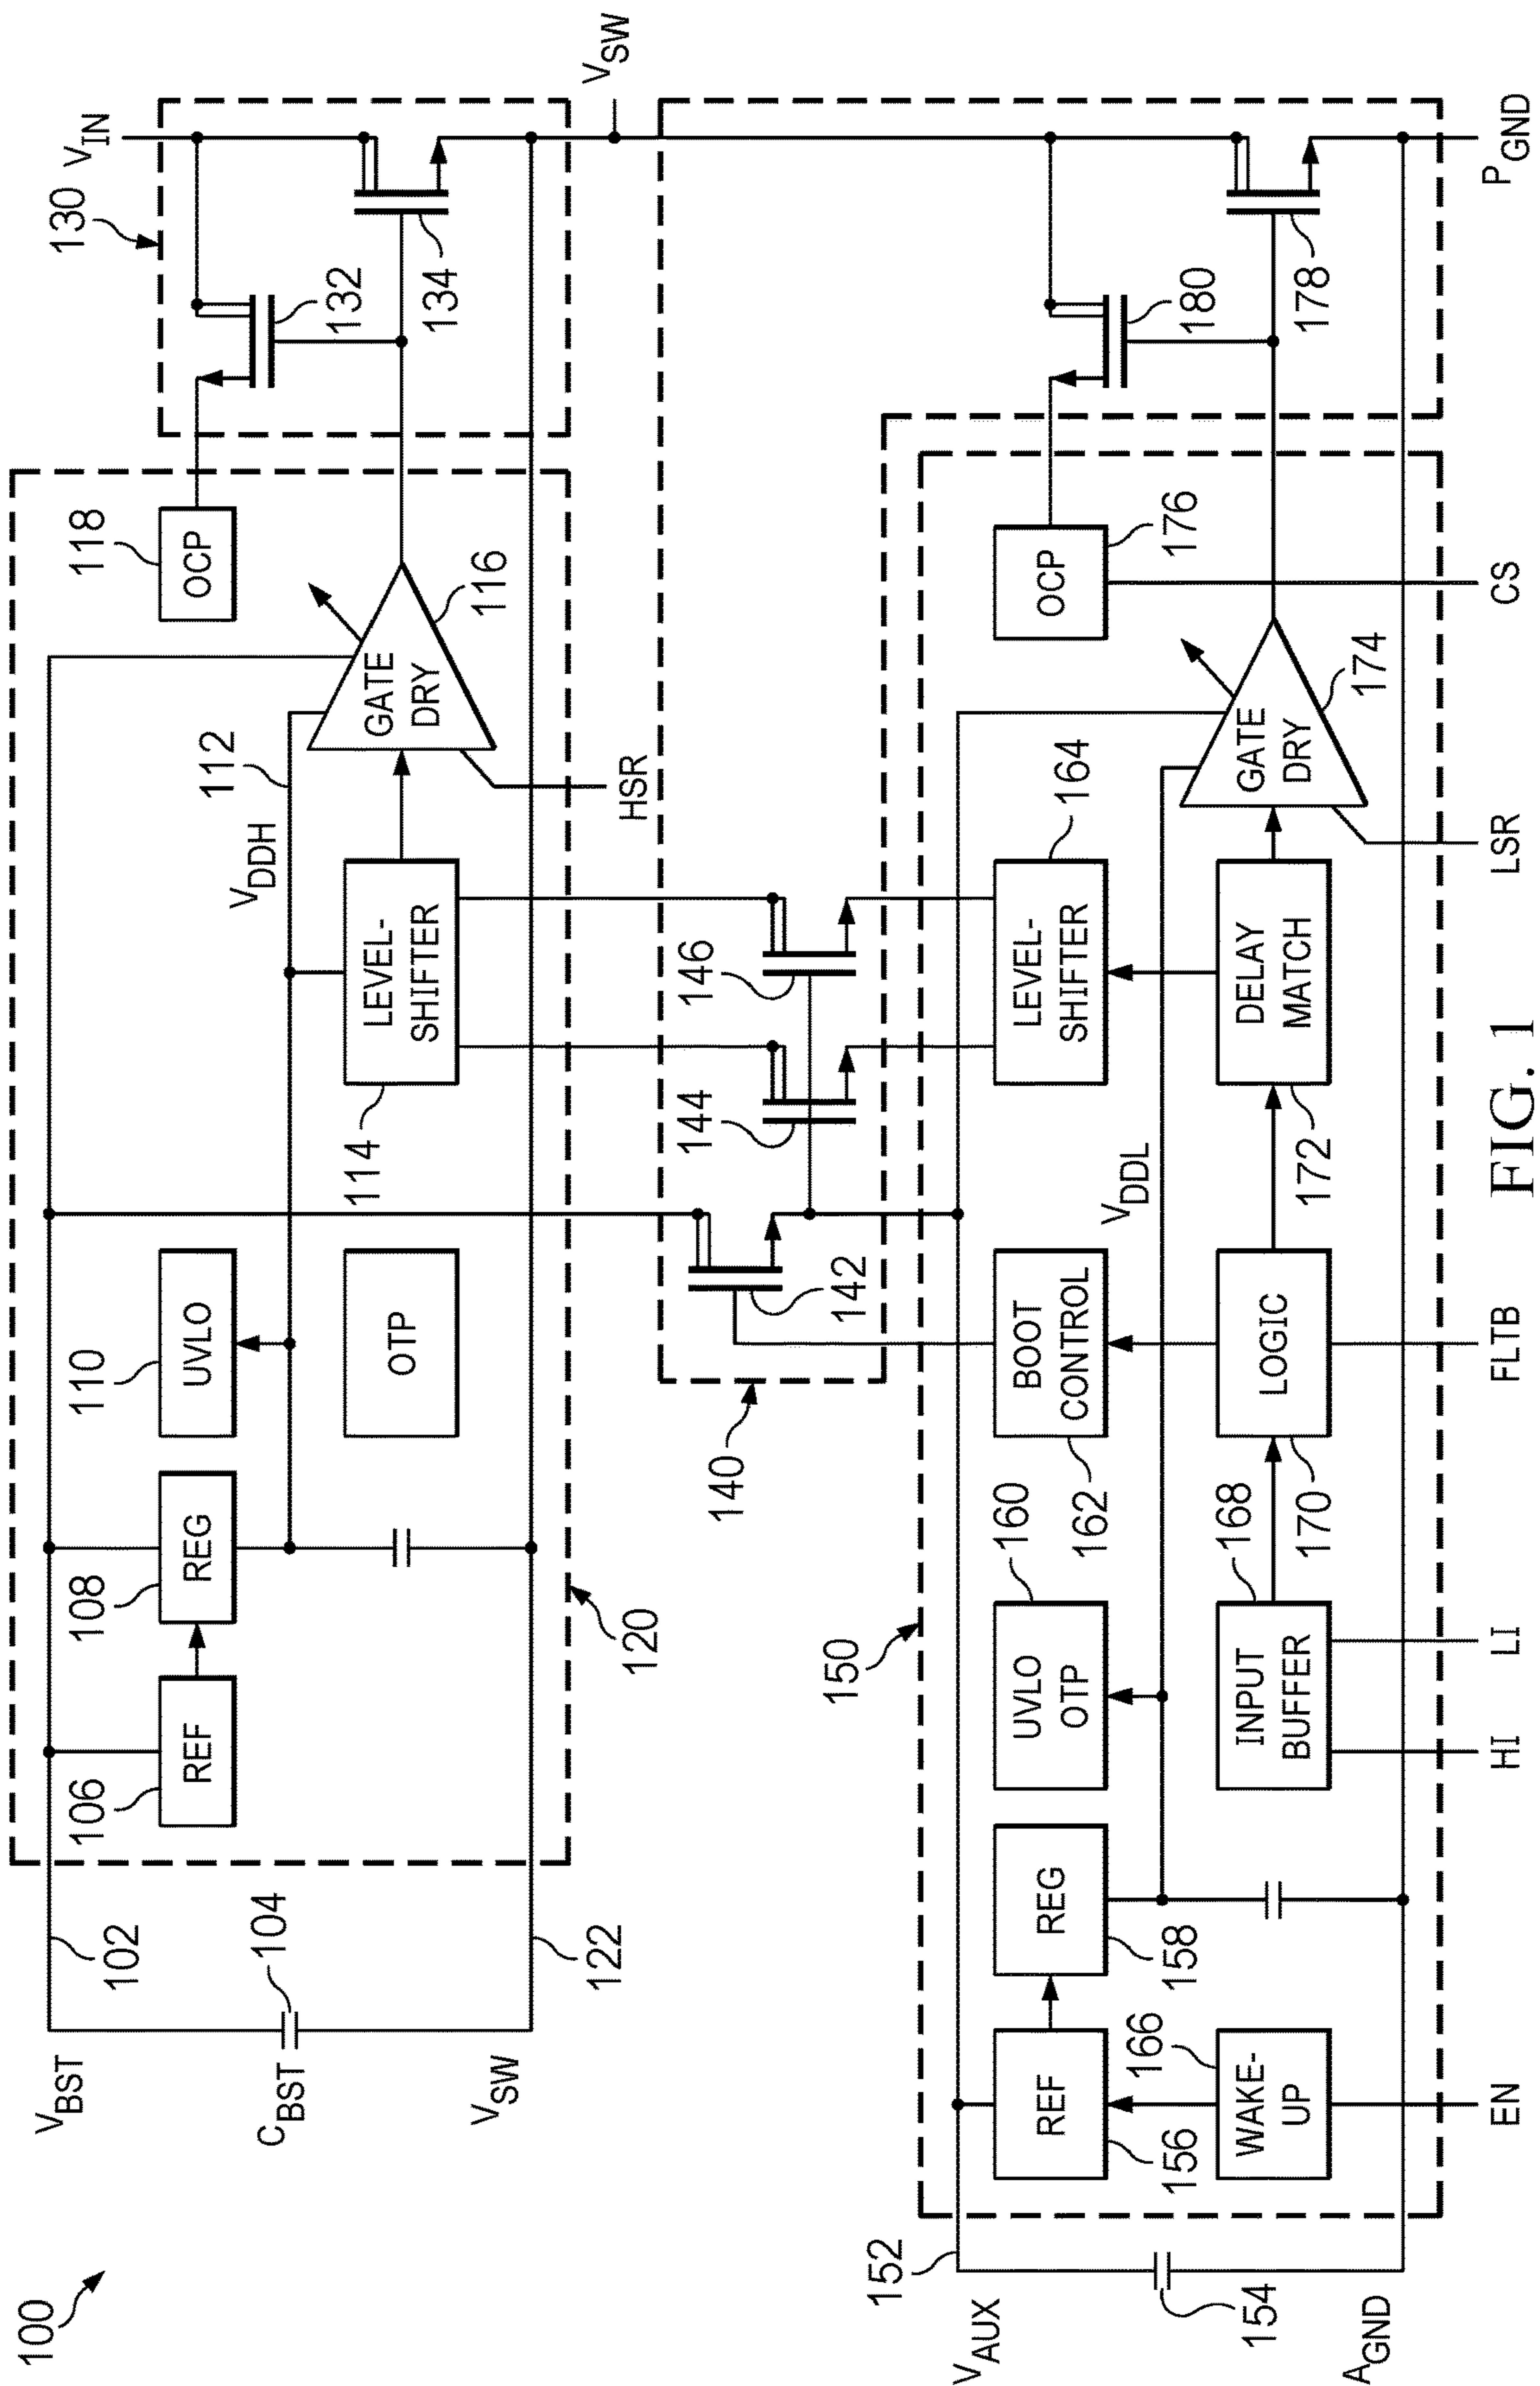 100
V_BST
C_BST
V_SW
102
104
122
106
REF
108
REG
110
UVLO
OTP
120
V_DDH
112
114
LEVEL-
SHIFTER
GATE
DRY
116
HSR
118
OCP
130
V_IN
132
134
V_SW
140
142
144
146
150
V_AUX
152
154
A_GND
156
REF
166
WAKE-
UP
EN
158
REG
160
UVLO
OTP
168
INPUT
BUFFER
HI
LI
162
BOOT
CONTROL
170
LOGIC
FLTB
V_DDL
164
LEVEL-
SHIFTER
172
DELAY
MATCH
GATE
DRY
174
LSR
OCP
176
CS
180
178
P_GND
FIG. 1